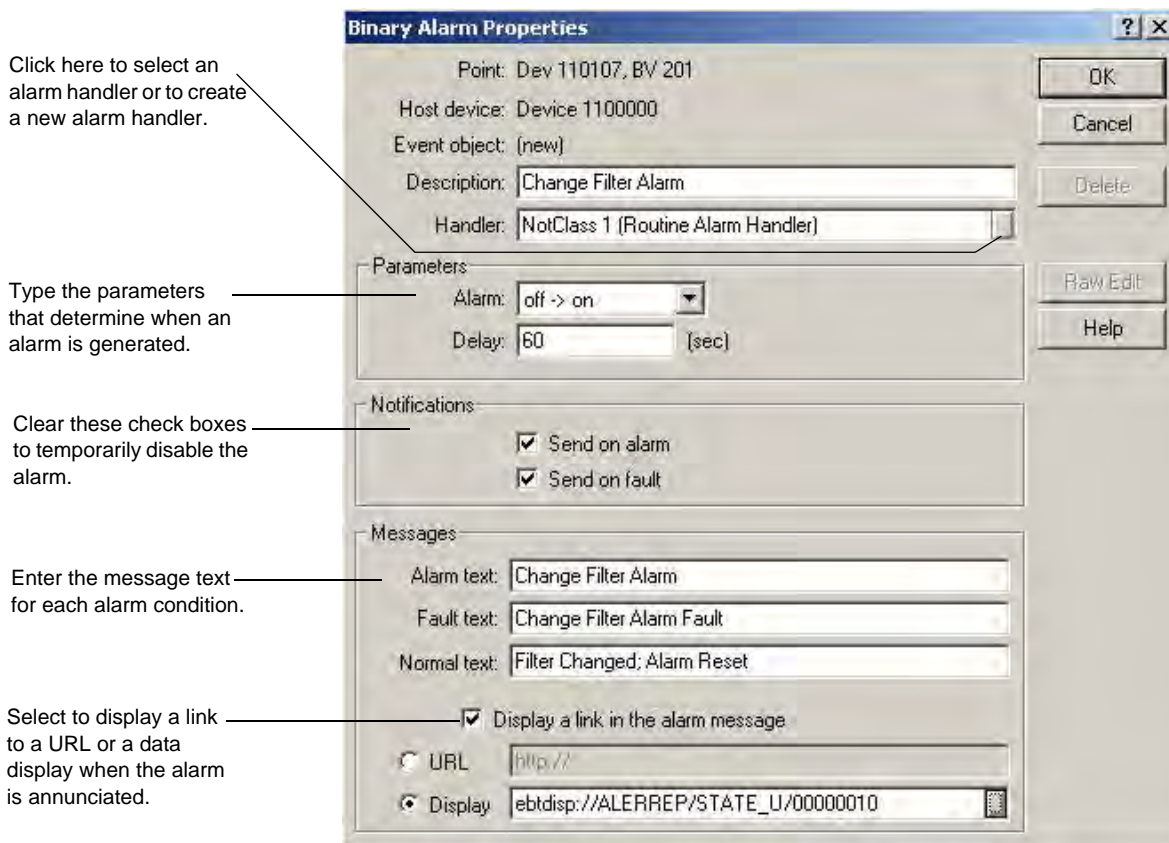 Binary Alarm Properties
? X
Click here to select an
alarm handler or to create
a new alarm handler.
Point: Dev 110107, BV 201
Host device: Device 1100000
Event object: (new)
Description: Change Filter Alarm
Handler: NotClass 1 (Routine Alarm Handler)
OK
Cancel
Delete
Raw Edit
Help
Type the parameters
that determine when an
alarm is generated.
Parameters
Alarm: off -> on
Delay: 60 (sec)
Clear these check boxes
to temporarily disable the
alarm.
Notifications
Send on alarm
Send on fault
Enter the message text
for each alarm condition.
Messages
Alarm text: Change Filter Alarm
Fault text: Change Filter Alarm Fault
Normal text: Filter Changed; Alarm Reset
Select to display a link
to a URL or a data
display when the alarm
is annunciated.
Display a link in the alarm message
URL http://
Display ebtdisp://ALERREP/STATE_U/00000010